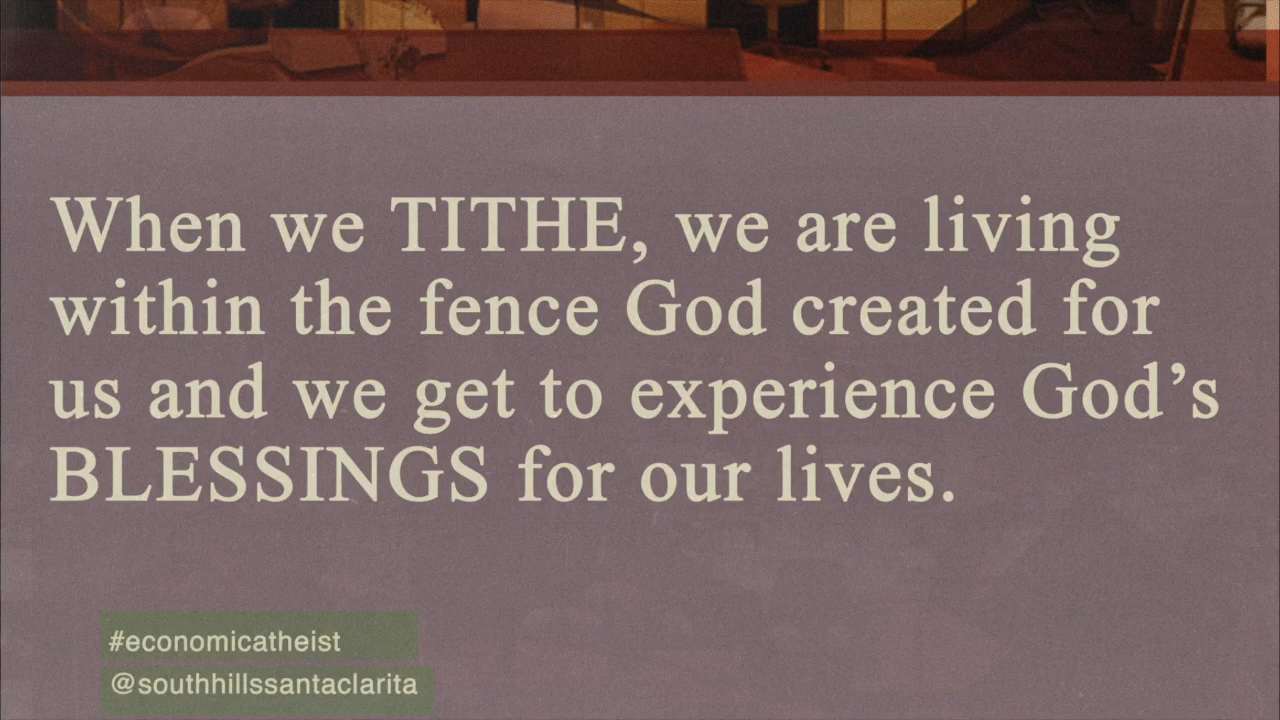 When we TITHE, we are living
within the fence God created for
us and we get to experience God’s
BLESSINGS for our lives.
#economicatheist
@southhillssantaclarita